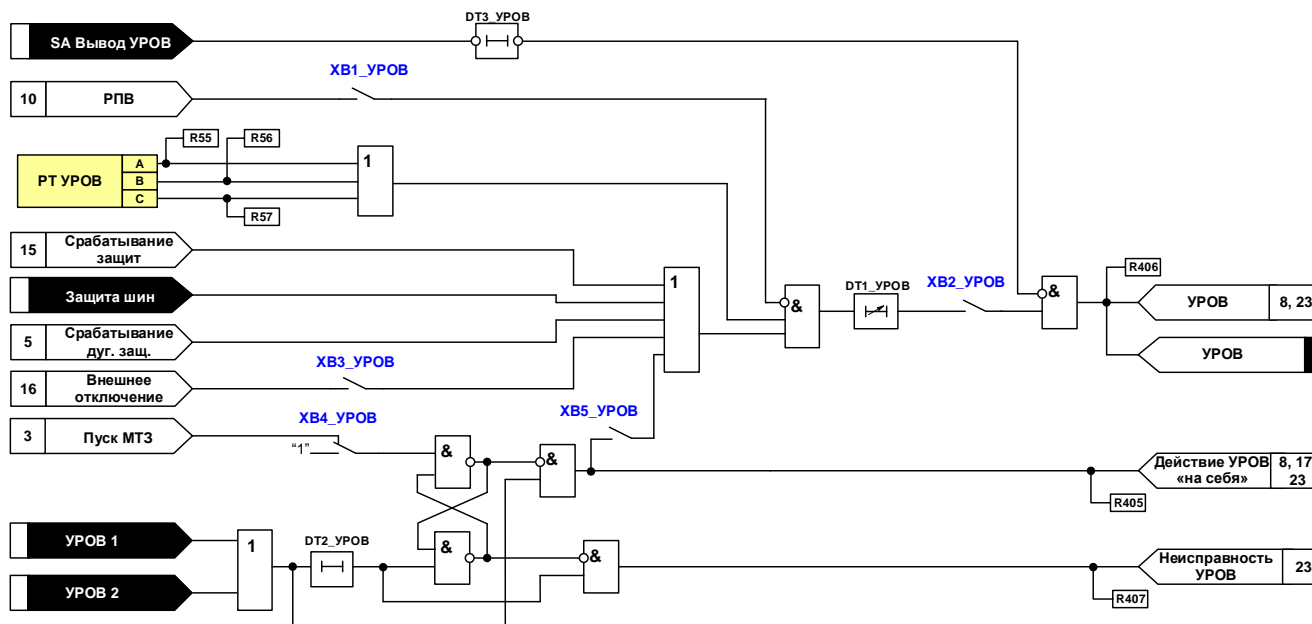 DT3_УРОВ
SA Вывод УРОВ
XB1_УРОВ
10 РПВ
R55
R56
РТ УРОВ
A
B
C
1
R57
15 Срабатывание
защит
Защита шин
1
&
DT1_УРОВ
XB2_УРОВ
&
R406
УРОВ 8, 23
УРОВ
5 Срабатывание
дуг. защ.
XB3_УРОВ
16 Внешнее
отключение
XB4_УРОВ
XB5_УРОВ
3 Пуск МТЗ
"1"
&
&
Действие УРОВ 8, 17
«на себя» 23
R405
УРОВ 1
1
DT2_УРОВ
&
&
Неисправность
УРОВ 23
УРОВ 2
R407